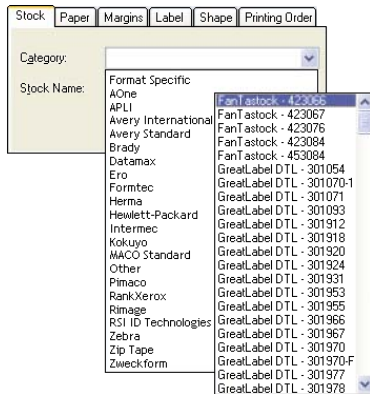 Stock Paper Margins Label Shape Printing Order
Category:
Stock Name:
Format Specific
AOne
APLI
Avery International
Avery Standard
Brady
Datamax
Ero
Formtec
Herma
Hewlett-Packard
Intermec
Kokuyo
MACO Standard
Other
Pimaco
RankXerox
Rimage
RSI ID Technologies
Zebra
Zip Tape
Zweckform
FanTastock - 423066
FanTastock - 423067
FanTastock - 423076
FanTastock - 423084
FanTastock - 453084
GreatLabel DTL - 301054
GreatLabel DTL - 301070-1
GreatLabel DTL - 301071
GreatLabel DTL - 301093
GreatLabel DTL - 301912
GreatLabel DTL - 301918
GreatLabel DTL - 301920
GreatLabel DTL - 301924
GreatLabel DTL - 301931
GreatLabel DTL - 301953
GreatLabel DTL - 301955
GreatLabel DTL - 301966
GreatLabel DTL - 301967
GreatLabel DTL - 301970
GreatLabel DTL - 301970-F
GreatLabel DTL - 301977
GreatLabel DTL - 301978